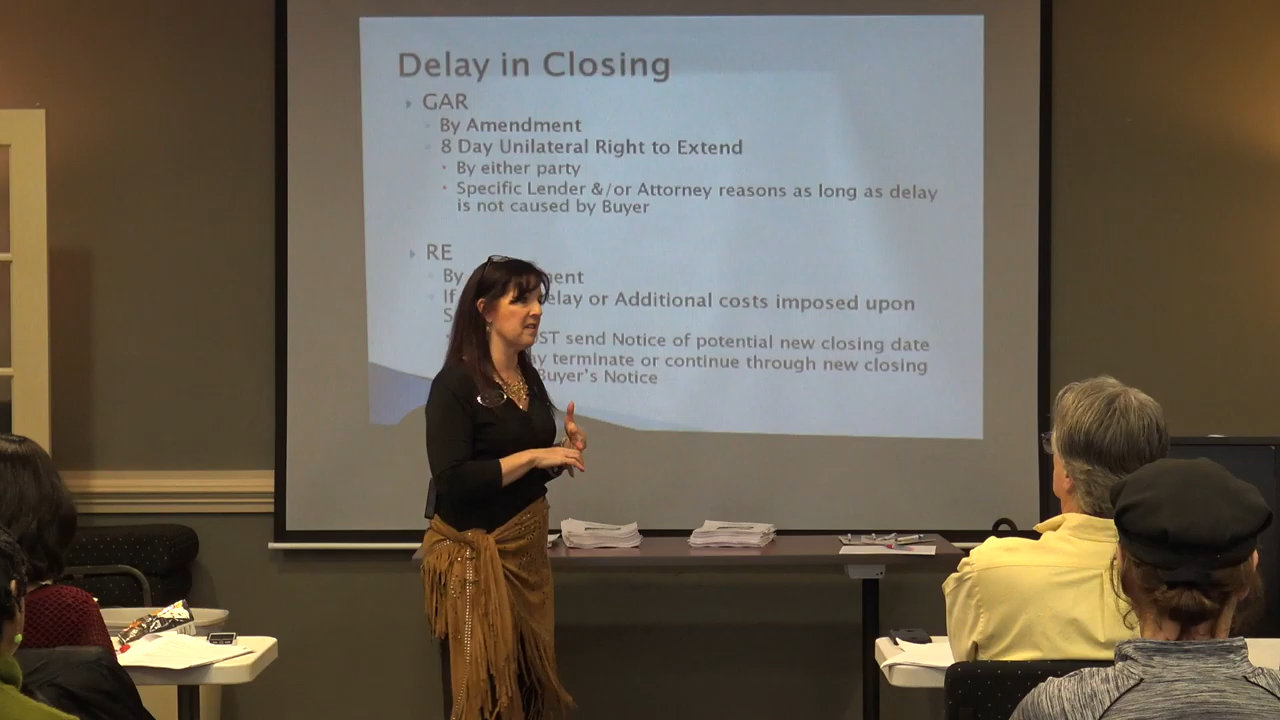 Delay in Closing
GAR
By Amendment
8 Day Unilateral Right to Extend
By either party
Specific Lender &/or Attorney reasons as long as delay
is not caused by Buyer
RE
By ent
If elay or Additional costs imposed upon
S
ST send Notice of potential new closing date
ay terminate or continue through new closing
Buyer's Notice